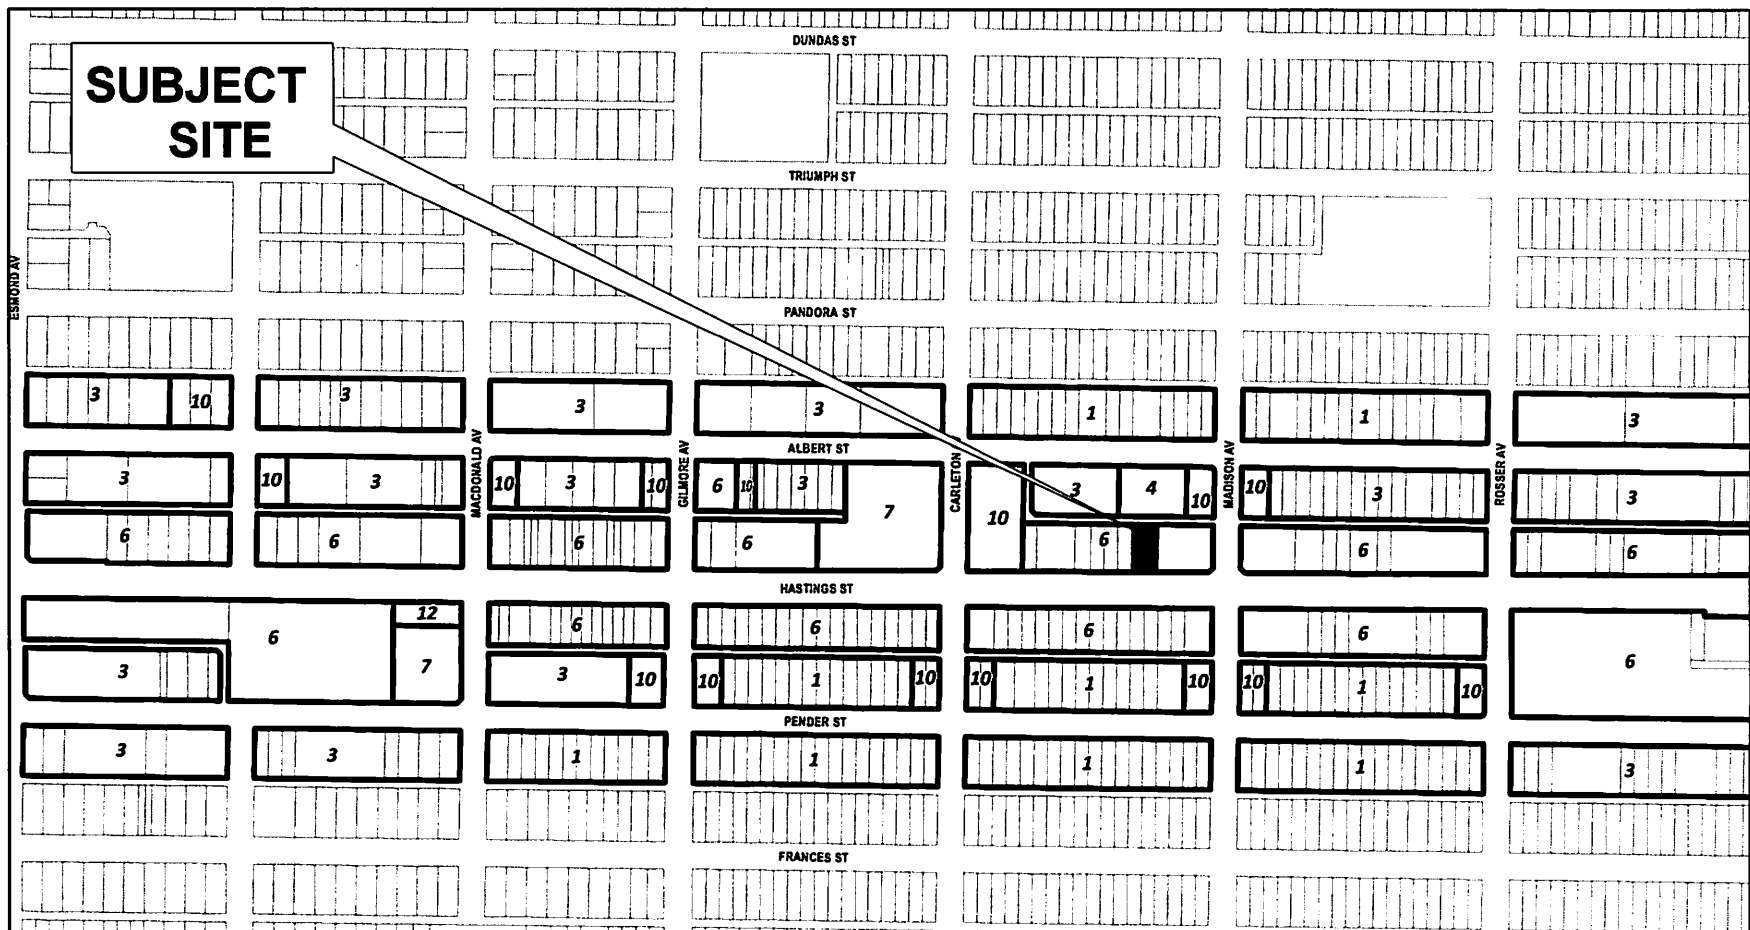 DUNDAS ST
SUBJECT
SITE
TRIUMPH ST
ESMOND AV
PANDORA ST
3 10 3 3 3 1 1 3
MACDONALD AV
GILMORE AV
ALBERT ST
CARLETON
MADISON AV
ROSSER AV
3 10 3 10 3 10 6 10 3 7 10 3 4 10 10 3 3
6 6 6 6 6 6 6
HASTINGS ST
6 12 6 6 6 6 6
3 7 3 10 10 1 10 10 1 10 10 1 10
PENDER ST
3 3 1 1 1 1 3
FRANCES ST